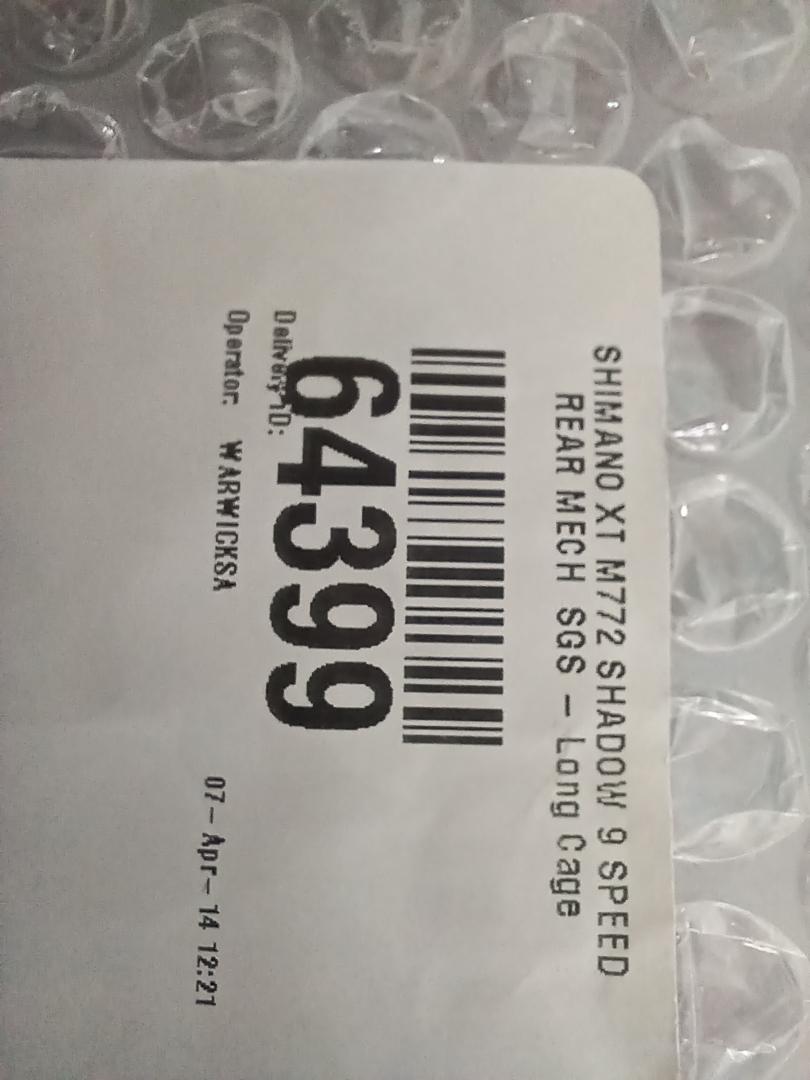 SHIMANO XT M772 SHADOW 9 SPEED
REAR MECH SGS - Long Cage
64399
Delivery ID:
Operator: WARWICKSA
07-Apr-14 12:21